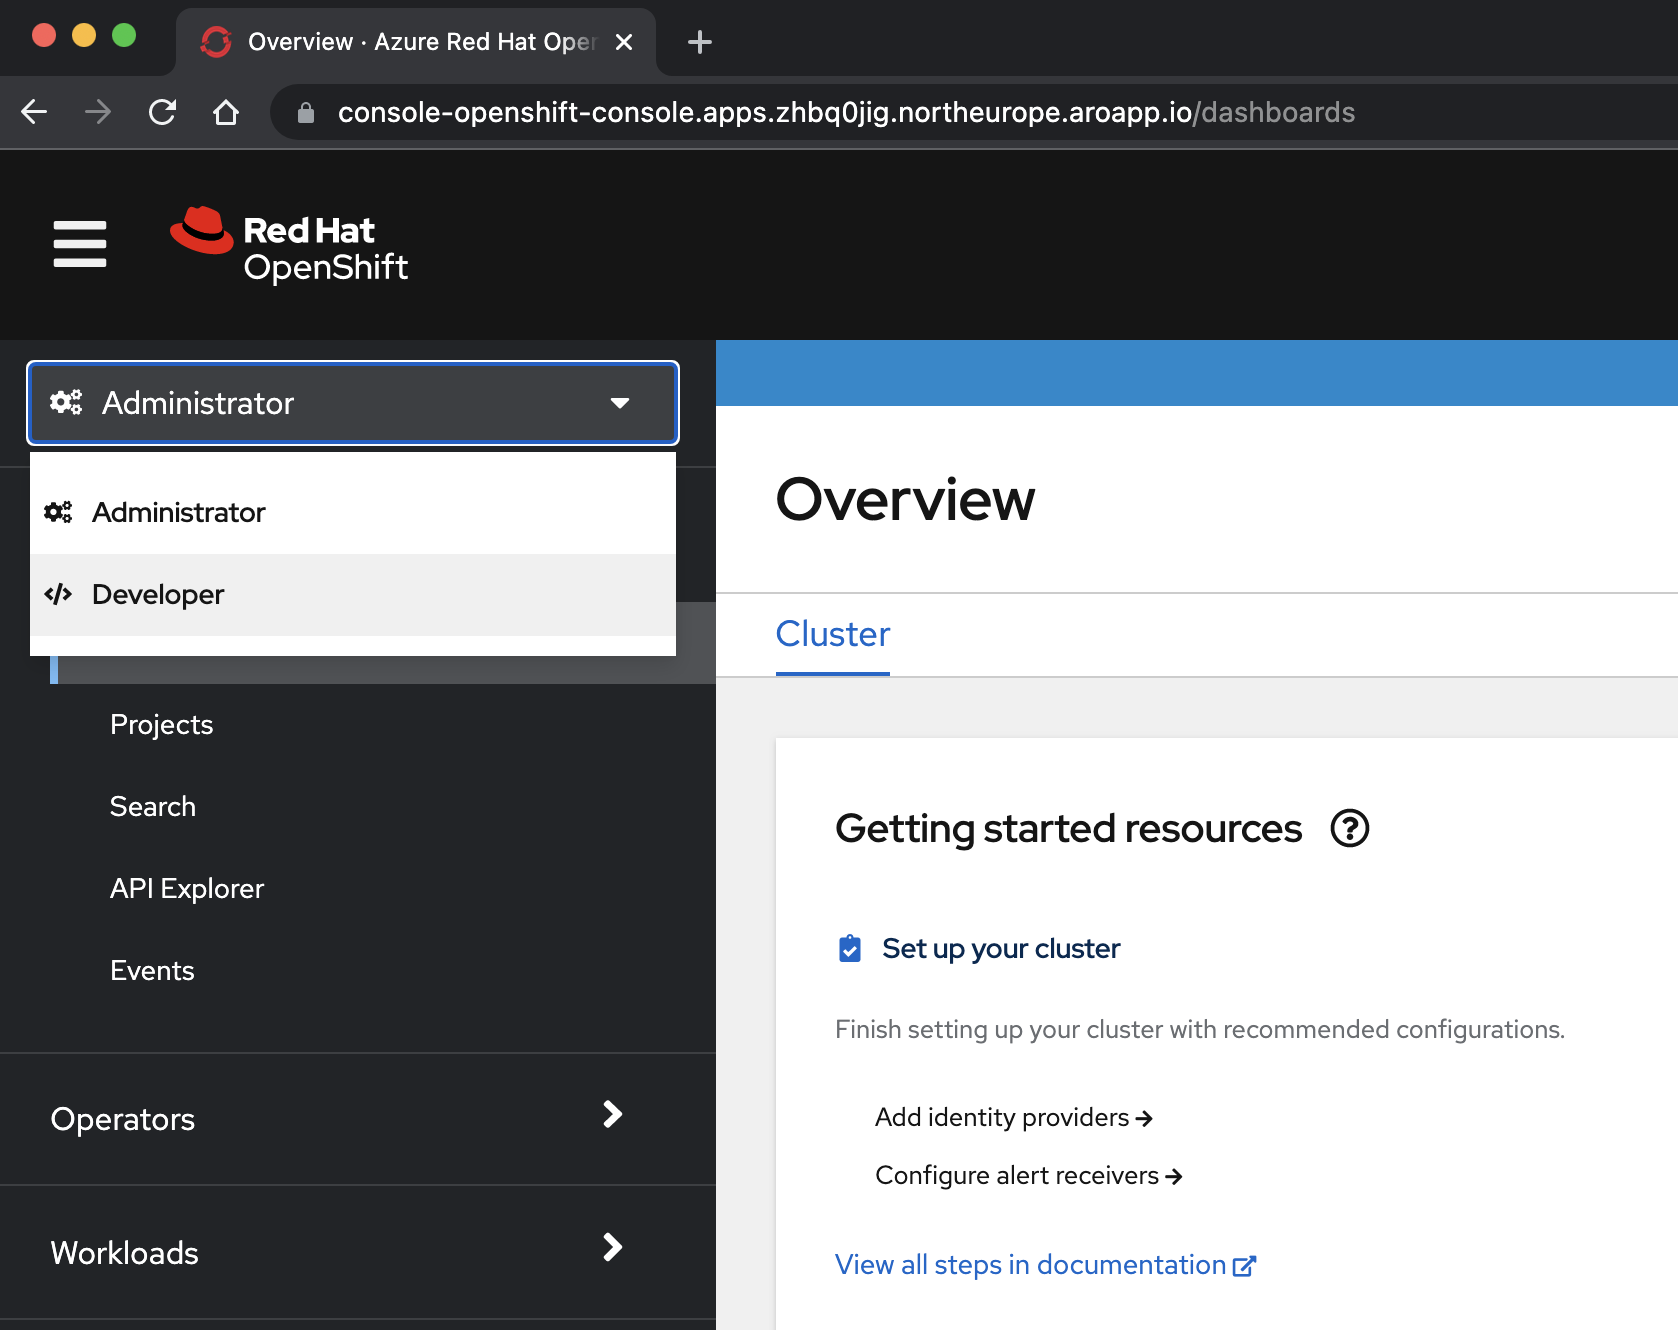 Overview · Azure Red Hat Oper
console-openshift-console.apps.zhbq0jig.northeurope.aroapp.io/dashboards
Red Hat
OpenShift
Administrator
Administrator
Developer
Projects
Search
API Explorer
Events
Operators
Workloads
Overview
Cluster
Getting started resources
Set up your cluster
Finish setting up your cluster with recommended configurations.
Add identity providers
Configure alert receivers
View all steps in documentation